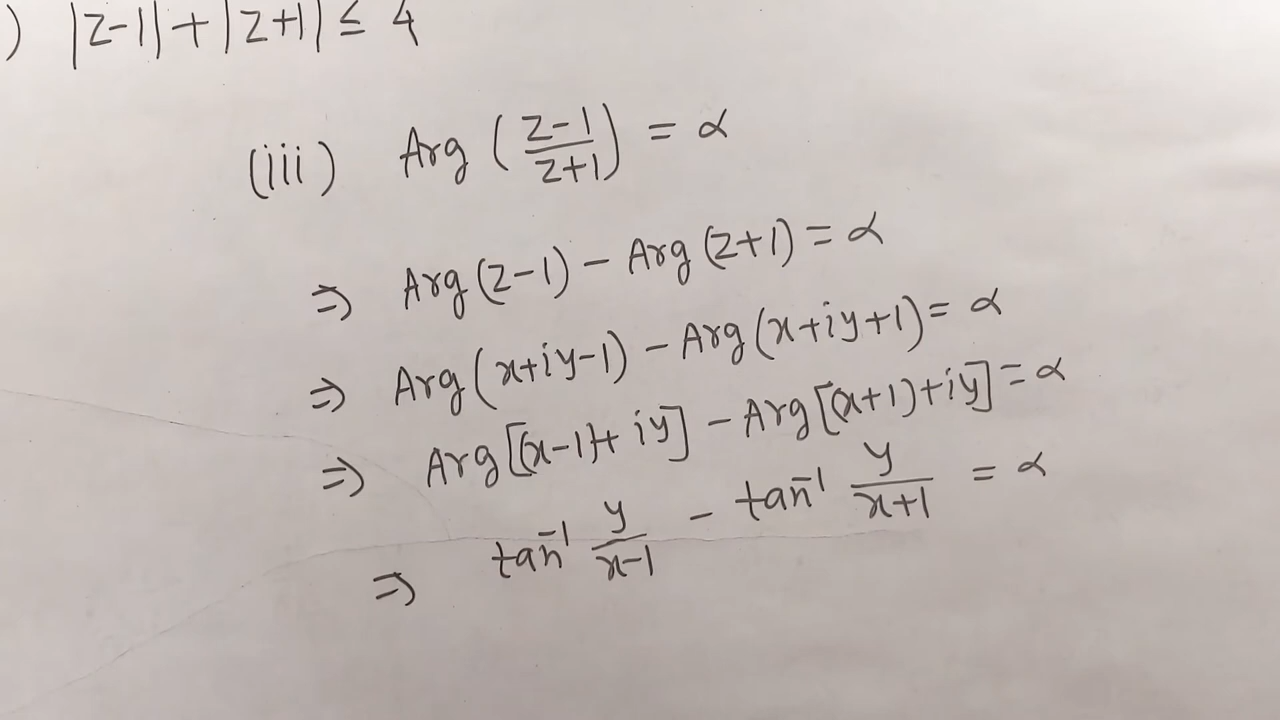 ) |z-1| + |z+1| ≤ 4
(iii) Arg (z-1/z+1) = α
⇒ Arg(z-1) - Arg(z+1) = α
⇒ Arg(x+iy-1) - Arg(x+iy+1) = α
⇒ Arg[(x-1)+iy] - Arg[(x+1)+iy] = α
⇒ tan⁻¹ y/x-1 - tan⁻¹ y/x+1 = α